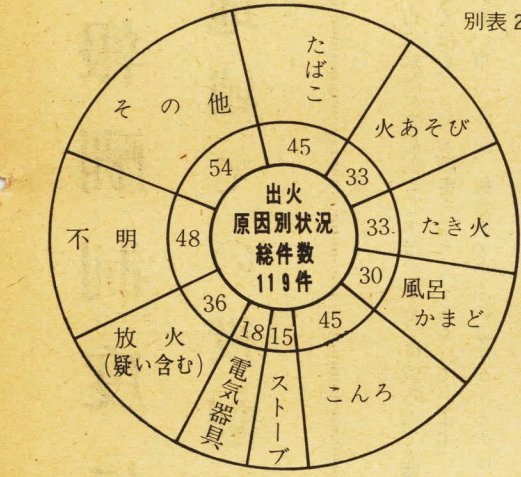 別表2
出火
原因別状況
総件数
119件
たばこ
45
火あそび
33
たき火
33
風呂
かまど
30
こんろ
45
ストーブ
15
電気器具
18
放火
(疑い含む)
36
不明
48
その他
54